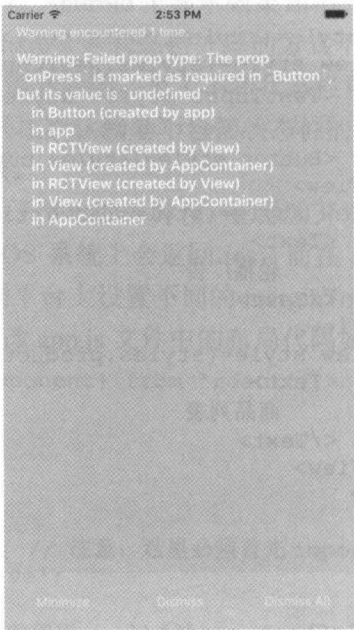 Carrier 2:53 PM
Warning encountered 1 time.
Warning: Failed prop type: The prop
`onPress` is marked as required in `Button`,
but its value is `undefined`.
in Button (created by app)
in app
in RCTView (created by View)
in View (created by AppContainer)
in RCTView (created by View)
in View (created by AppContainer)
in AppContainer
Minimize Dismiss Dismiss All